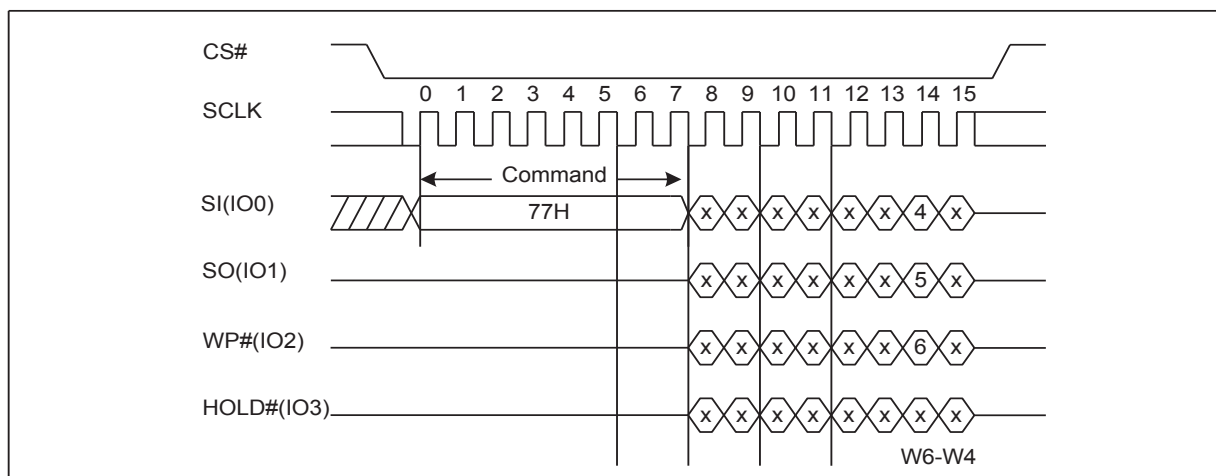 CS#
SCLK
0 1 2 3 4 5 6 7 8 9 10 11 12 13 14 15
Command
SI(IO0)
77H
x x x x x x 4 x
SO(IO1)
x x x x x x 5 x
WP#(IO2)
x x x x x x 6 x
HOLD#(IO3)
x x x x x x x x
W6-W4